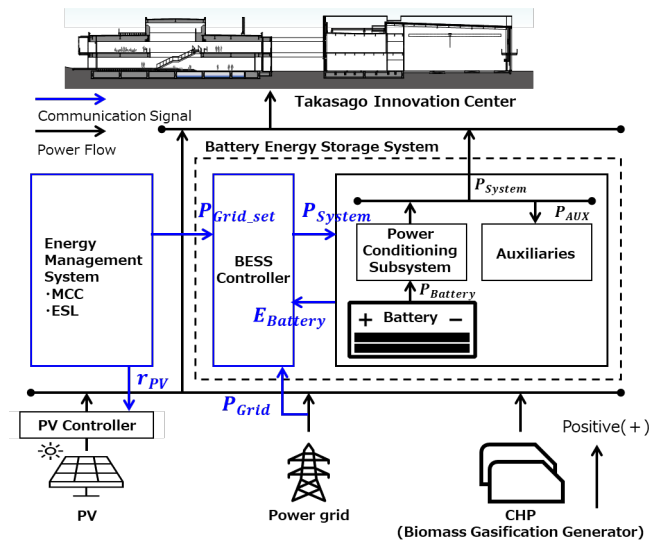 Takasago Innovation Center
Communication Signal
Power Flow
Battery Energy Storage System
P_System
P_Grid_set
P_System
P_AUX
Energy
Management
System
・MCC
・ESL
BESS
Controller
Power
Conditioning
Subsystem
Auxiliaries
P_Battery
E_Battery
+ Battery −
r_PV
P_Grid
PV Controller
Positive(+)
PV
Power grid
CHP
(Biomass Gasification Generator)